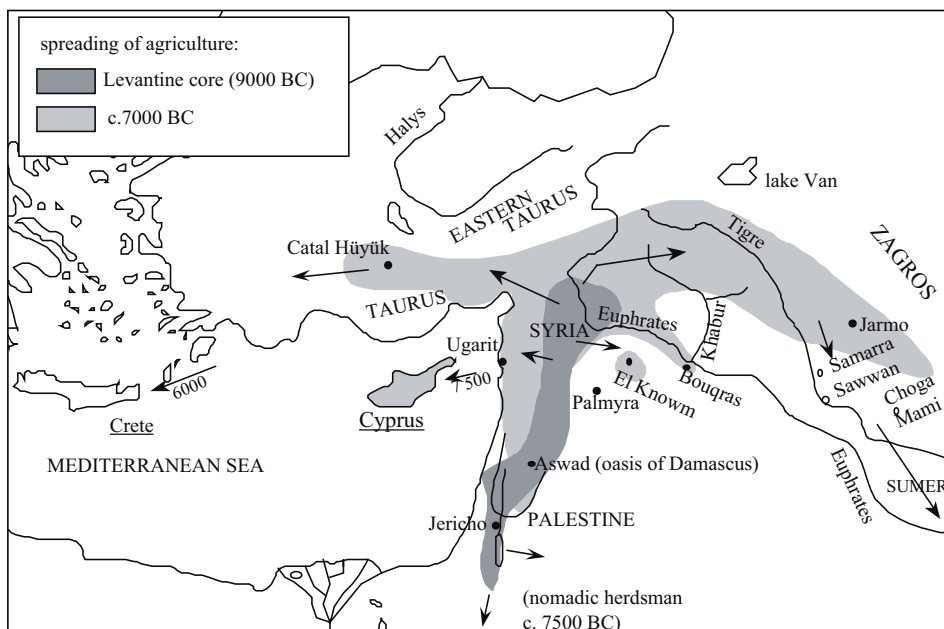 spreading of agriculture:
Levantine core (9000 BC)
c.7000 BC
Halys
lake Van
EASTERN
TAURUS
Tigre
ZAGROS
Catal Hüyük
TAURUS
SYRIA
Euphrates
Khabur
Jarmo
Ugarit
Samarra
Sawwan
Choga
Mami
El Known
Bouqras
Palmyra
6000
500
Crete
Cyprus
MEDITERRANEAN SEA
Aswad (oasis of Damascus)
Euphrates
SUMER
Jericho
PALESTINE
(nomadic herdsman
c. 7500 BC)